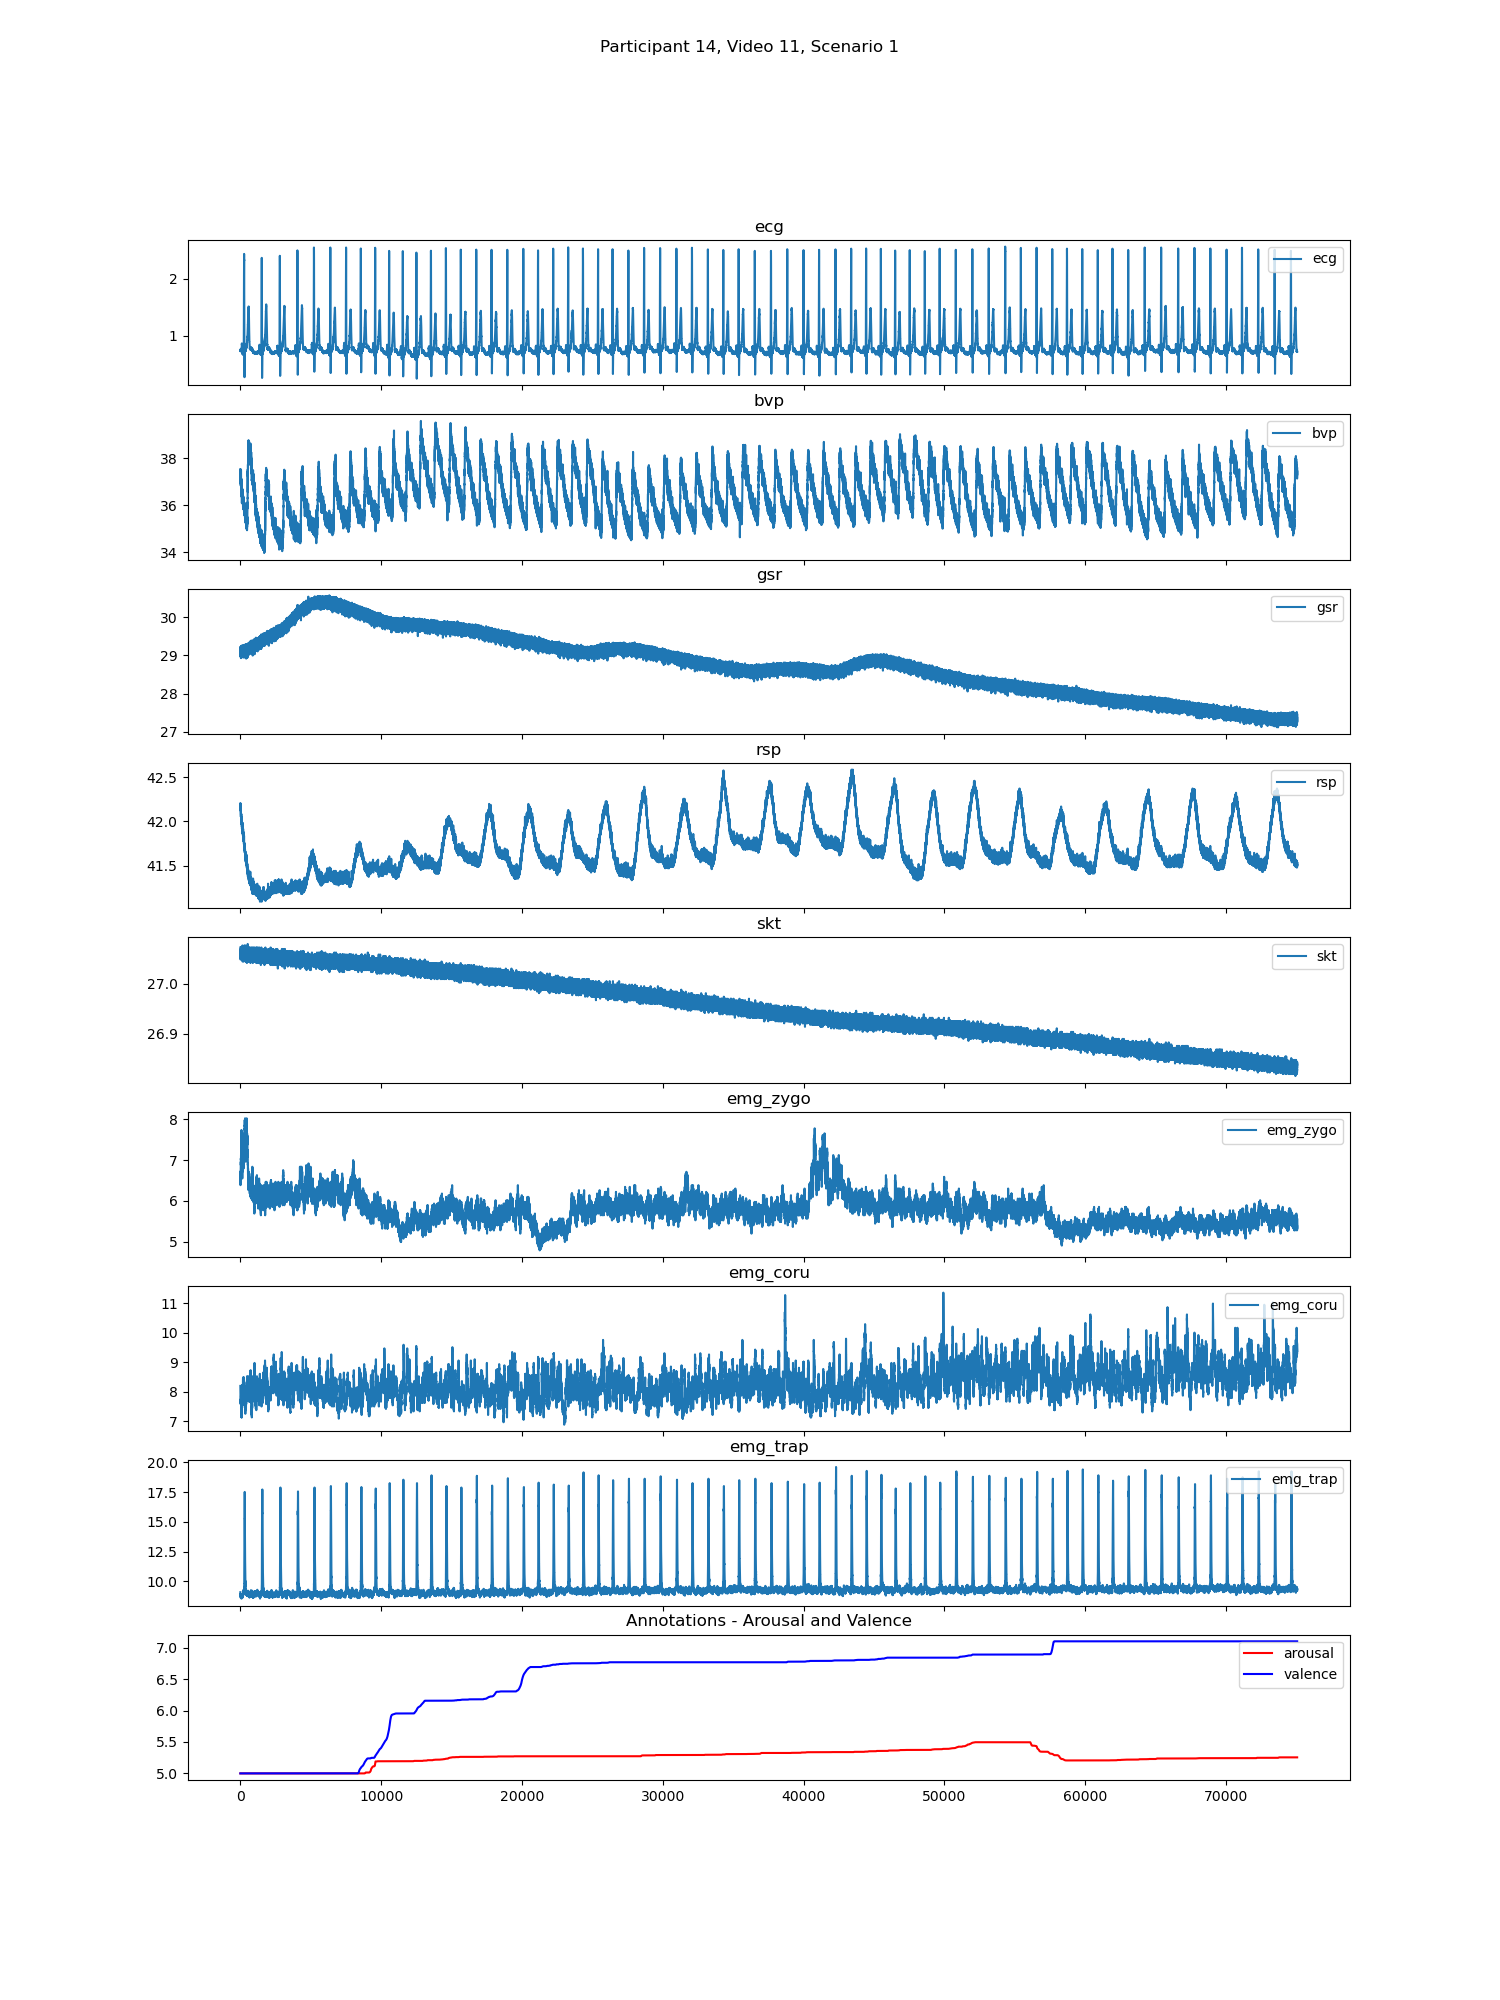 Participant 14, Video 11, Scenario 1
ecg
ecg
2
1
bvp
bvp
38
36
34
gsr
gsr
30
29
28
27
rsp
rsp
42.5
42.0
41.5
skt
skt
27.0
26.9
emg_zygo
emg_zygo
8
7
6
5
emg_coru
emg_coru
11
10
9
8
7
emg_trap
emg_trap
20.0
17.5
15.0
12.5
10.0
Annotations - Arousal and Valence
arousal
valence
7.0
6.5
6.0
5.5
5.0
0 10000 20000 30000 40000 50000 60000 70000